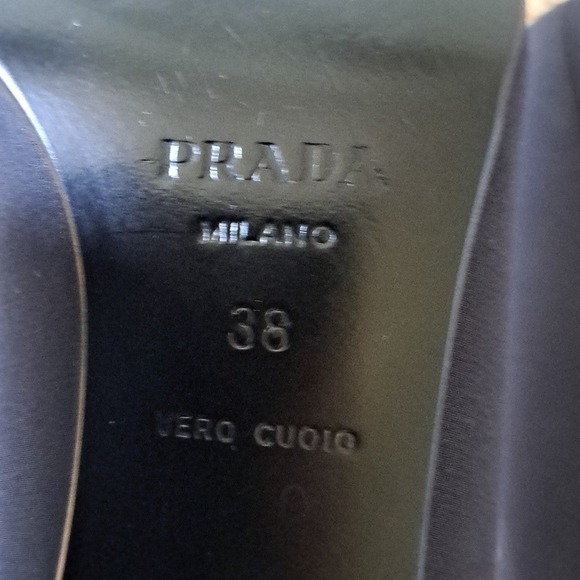 PRADA
MILANO
38
VERO CUOIO